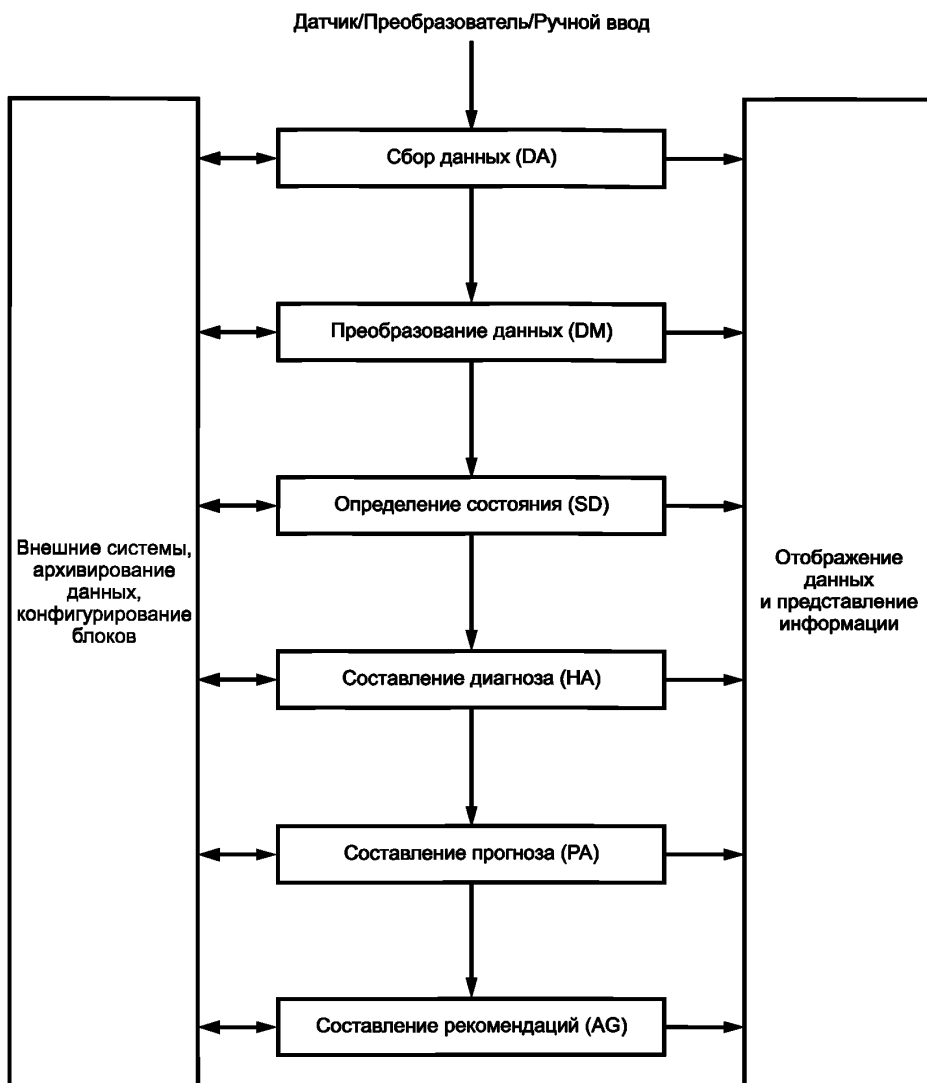 Датчик/Преобразователь/Ручной ввод
Сбор данных (DA)
Преобразование данных (DM)
Определение состояния (SD)
Внешние системы,
архивирование
данных,
конфигурирование
блоков
Отображение
данных
и представление
информации
Составление диагноза (HA)
Составление прогноза (PA)
Составление рекомендаций (AG)